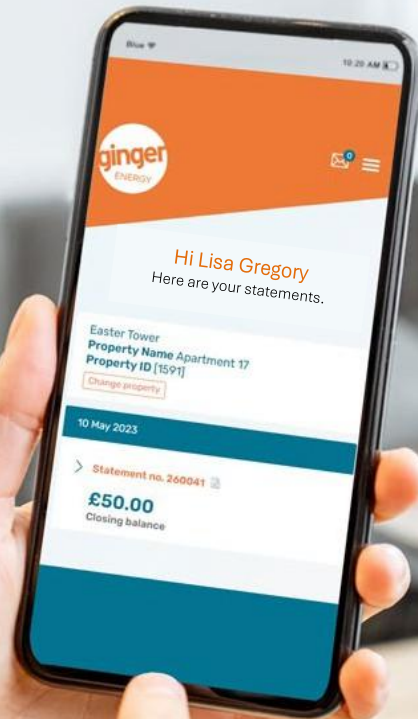 Blue
10:20 AM
ginger
ENERGY
0
Hi Lisa Gregory
Here are your statements.
Easter Tower
Property Name Apartment 17
Property ID [1591]
Change property
10 May 2023
Statement no. 260041
£50.00
Closing balance